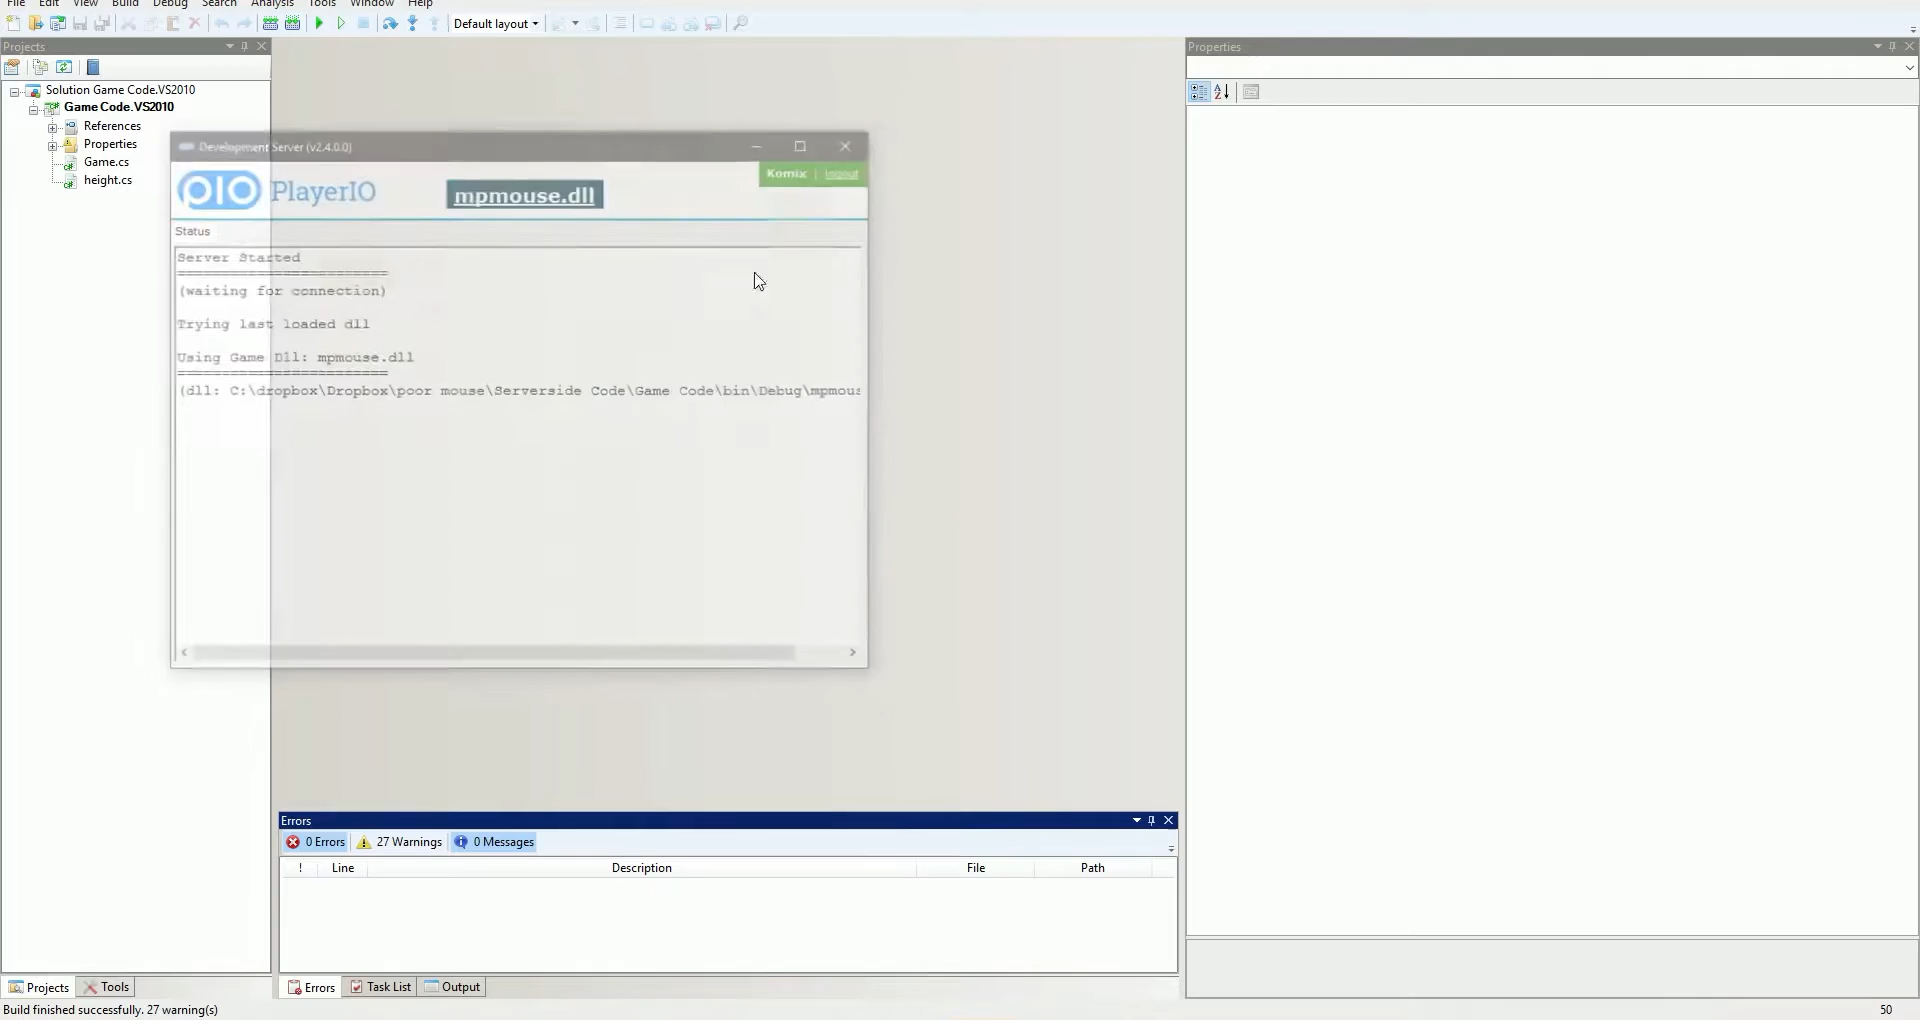 File Edit View Build Debug Search Analysis Tools Window Help
Default layout
Projects
Properties
Solution Game Code.VS2010
Game Code.VS2010
References
Properties
Game.cs
height.cs
Development Server (v2.4.0.0)
pio PlayerIO
mpmouse.dll
Komix | logout
Status
Server Started
========================
(waiting for connection)
Trying last loaded dll
Using Game Dll: mpmouse.dll
========================
(dll: C:\dropbox\Dropbox\poor mouse\Serverside Code\Game Code\bin\Debug\mpmous
Errors
0 Errors 27 Warnings 0 Messages
! Line Description File Path
Projects Tools
Errors Task List Output
Build finished successfully. 27 warning(s)
50